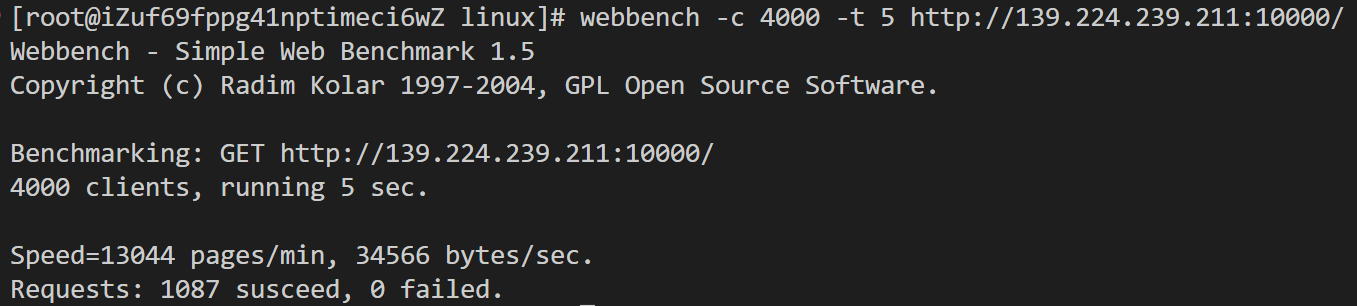 [root@iZuf69fppg41nptimeci6wZ linux]# webbench -c 4000 -t 5 http://139.224.239.211:10000/
Webbench - Simple Web Benchmark 1.5
Copyright (c) Radim Kolar 1997-2004, GPL Open Source Software.
Benchmarking: GET http://139.224.239.211:10000/
4000 clients, running 5 sec.
Speed=13044 pages/min, 34566 bytes/sec.
Requests: 1087 susceed, 0 failed.